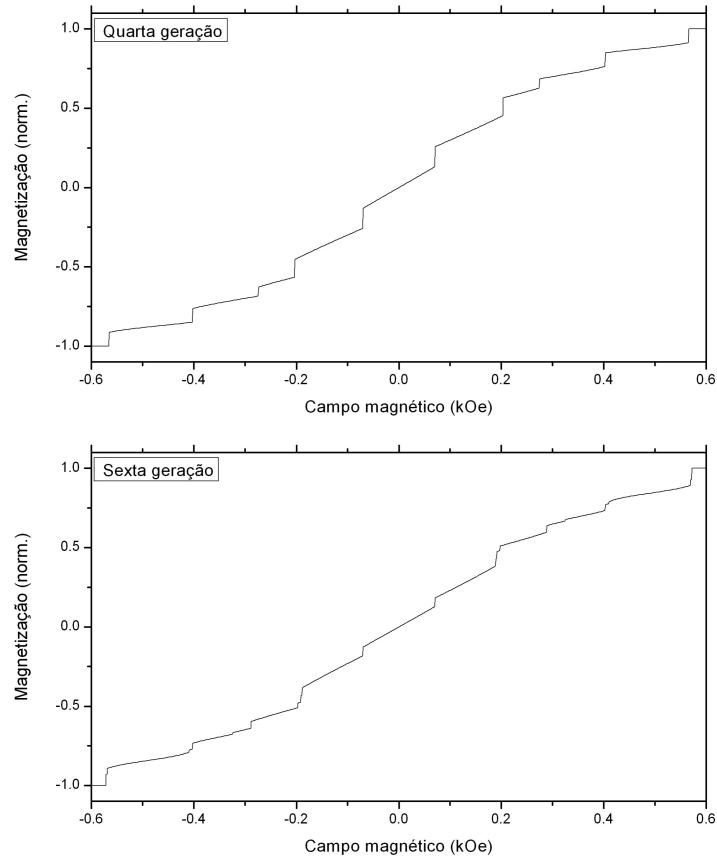 Quarta geração
1.0
0.5
0.0
-0.5
-1.0
Magnetização (norm.)
-0.6 -0.4 -0.2 0.0 0.2 0.4 0.6
Campo magnético (kOe)
Sexta geração
1.0
0.5
0.0
-0.5
-1.0
Magnetização (norm.)
-0.6 -0.4 -0.2 0.0 0.2 0.4 0.6
Campo magnético (kOe)